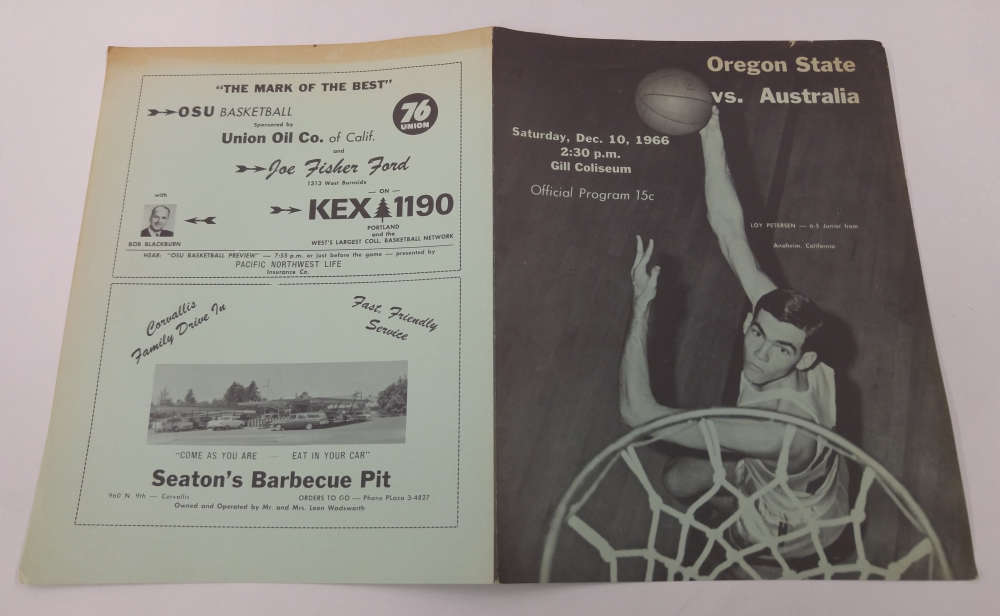 "THE MARK OF THE BEST"
OSU BASKETBALL
Sponsored by
Union Oil Co. of Calif.
76
UNION
and
Joe Fisher Ford
1313 West Burnside
with
BOB BLACKBURN
— ON —
KEX 1190
PORTLAND
and the
WEST'S LARGEST COLL. BASKETBALL NETWORK
HEAR: "OSU BASKETBALL PREVIEW" — 7:55 p.m. or just before the game — presented by
PACIFIC NORTHWEST LIFE
Insurance Co.
Corvallis
Family Drive In
Fast, Friendly
Service
"COME AS YOU ARE — EAT IN YOUR CAR"
Seaton's Barbecue Pit
960 N. 9th — Corvallis
ORDERS TO GO — Phone Plaza 3-4827
Owned and Operated by Mr. and Mrs. Leon Wadsworth
Oregon State
vs. Australia
Saturday, Dec. 10, 1966
2:30 p.m.
Gill Coliseum
Official Program 15c
LOY PETERSEN — 6-5 Junior from
Anaheim, California